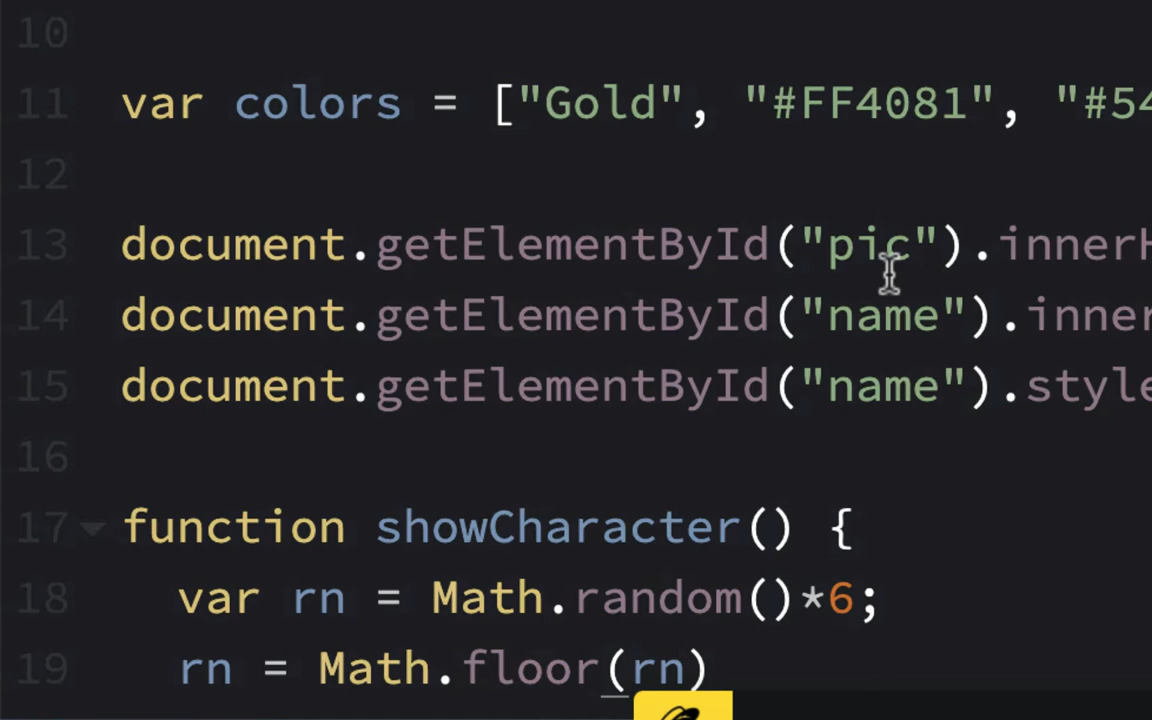 10
11 var colors = ["Gold", "#FF4081", "#54
12
13 document.getElementById("pic").innerH
14 document.getElementById("name").inner
15 document.getElementById("name").style
16
17 function showCharacter() {
18 var rn = Math.random()*6;
19 rn = Math.floor(rn)